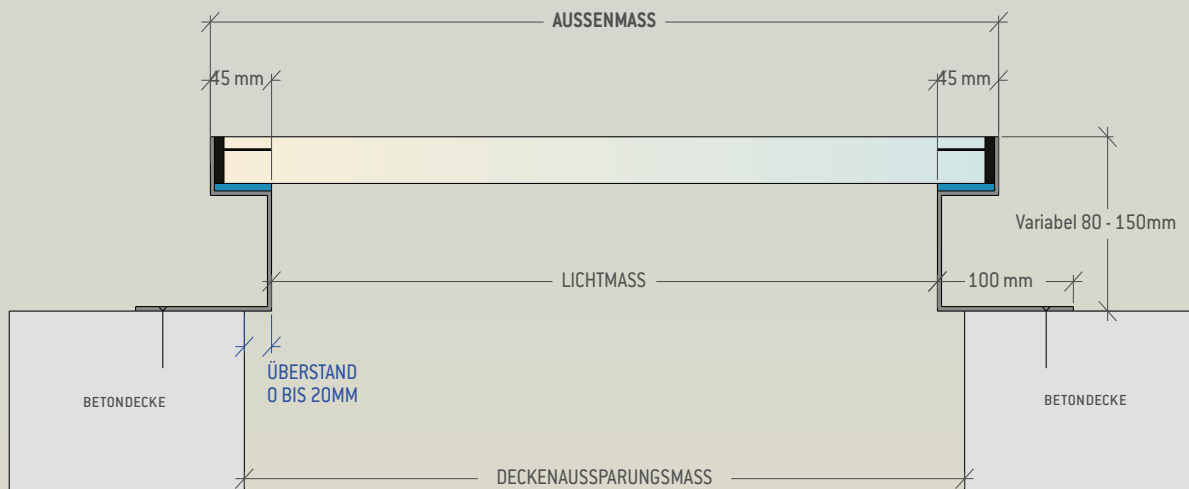 AUSSENMASS
45 mm
45 mm
Variabel 80 - 150mm
LICHTMASS
100 mm
ÜBERSTAND
0 BIS 20MM
BETONDECKE
BETONDECKE
DECKENAUSSPARUNGSMASS